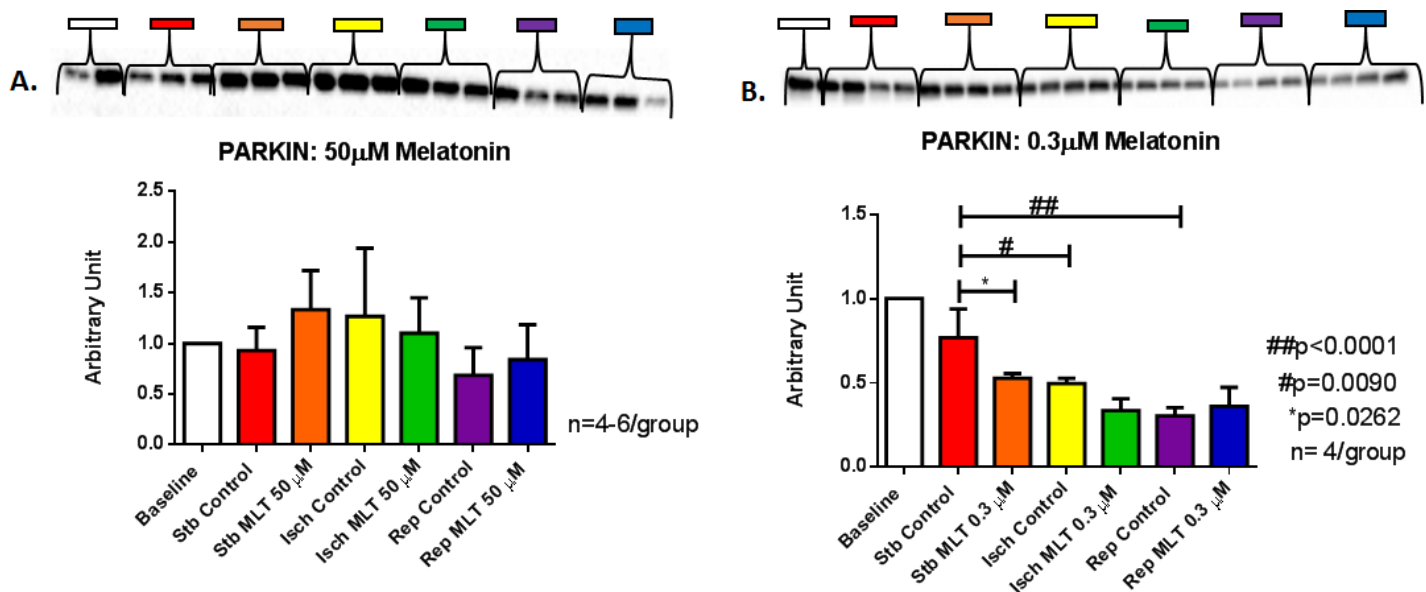 A.
PARKIN: 50μM Melatonin
Arbitrary Unit
2.5
2.0
1.5
1.0
0.5
0.0
Baseline
Stb Control
Stb MLT 50 μM
Isch Control
Isch MLT 50 μM
Rep Control
Rep MLT 50 μM
n=4-6/group
B.
PARKIN: 0.3μM Melatonin
Arbitrary Unit
1.5
1.0
0.5
0.0
##
#
*
Baseline
Stb Control
Stb MLT 0.3 μM
Isch Control
Isch MLT 0.3 μM
Rep Control
Rep MLT 0.3 μM
##p<0.0001
#p=0.0090
*p=0.0262
n= 4/group